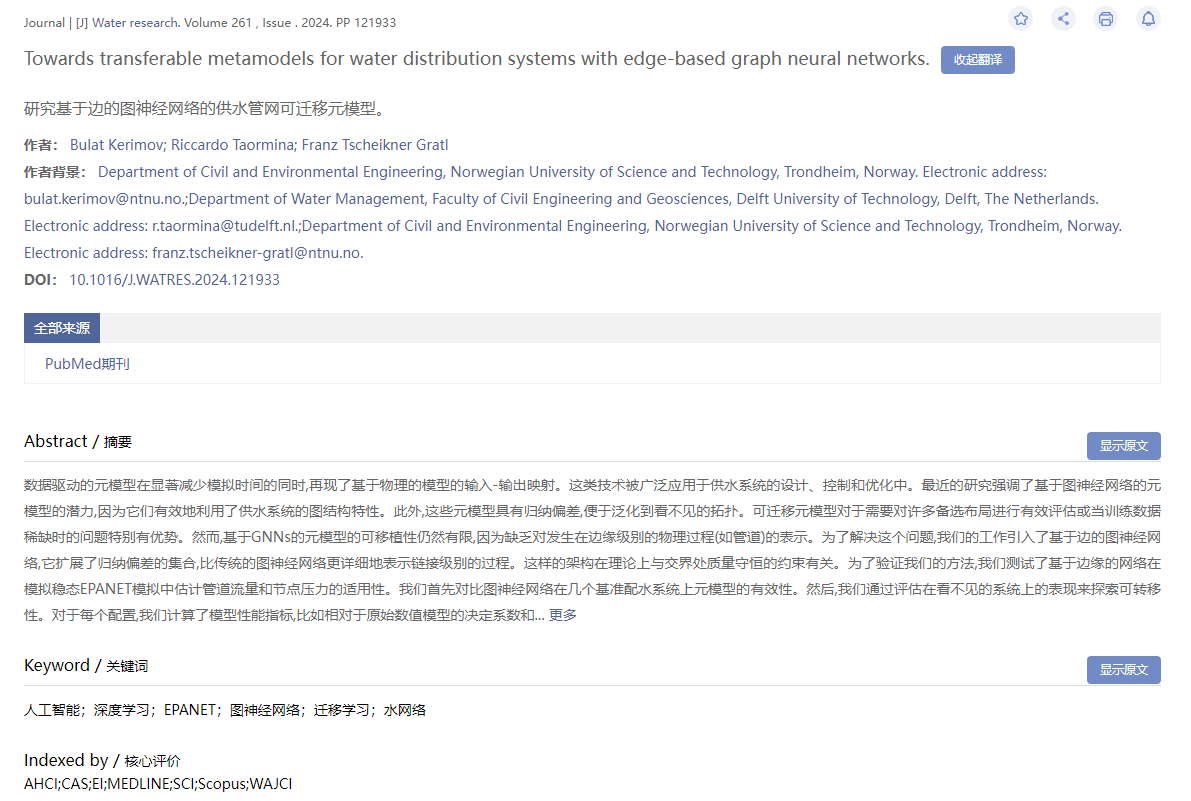 Journal | [J] Water research. Volume 261 , Issue . 2024. PP 121933
Towards transferable metamodels for water distribution systems with edge-based graph neural networks.
收起翻译
研究基于边的图神经网络的供水管网可迁移元模型。
作者： Bulat Kerimov; Riccardo Taormina; Franz Tscheikner Gratl
作者背景： Department of Civil and Environmental Engineering, Norwegian University of Science and Technology, Trondheim, Norway. Electronic address:
bulat.kerimov@ntnu.no.;Department of Water Management, Faculty of Civil Engineering and Geosciences, Delft University of Technology, Delft, The Netherlands.
Electronic address: r.taormina@tudelft.nl.;Department of Civil and Environmental Engineering, Norwegian University of Science and Technology, Trondheim, Norway.
Electronic address: franz.tscheikner-gratl@ntnu.no.
DOI： 10.1016/J.WATRES.2024.121933
全部来源
PubMed期刊
Abstract / 摘要
显示原文
数据驱动的元模型在显著减少模拟时间的同时,再现了基于物理的模型的输入-输出映射。这类技术被广泛应用于供水系统的设计、控制和优化中。最近的研究强调了基于图神经网络的元
模型的潜力,因为它们有效地利用了供水系统的图结构特性。此外,这些元模型具有归纳偏差,便于泛化到看不见的拓扑。可迁移元模型对于需要对许多备选布局进行有效评估或当训练数据
稀缺时的问题特别有优势。然而,基于GNNs的元模型的可移植性仍然有限,因为缺乏对发生在边缘级别的物理过程(如管道)的表示。为了解决这个问题,我们的工作引入了基于边的图神经网
络,它扩展了归纳偏差的集合,比传统的图神经网络更详细地表示链接级别的过程。这样的架构在理论上与交界处质量守恒的约束有关。为了验证我们的方法,我们测试了基于边缘的网络在
模拟稳态EPANET模拟中估计管道流量和节点压力的适用性。我们首先对比图神经网络在几个基准配水系统上元模型的有效性。然后,我们通过评估在看不见的系统上的表现来探索可转移
性。对于每个配置,我们计算了模型性能指标,比如相对于原始数值模型的决定系数和... 更多
Keyword / 关键词
显示原文
人工智能；深度学习；EPANET；图神经网络；迁移学习；水网络
Indexed by / 核心评价
AHCI;CAS;EI;MEDLINE;SCI;Scopus;WAJCI